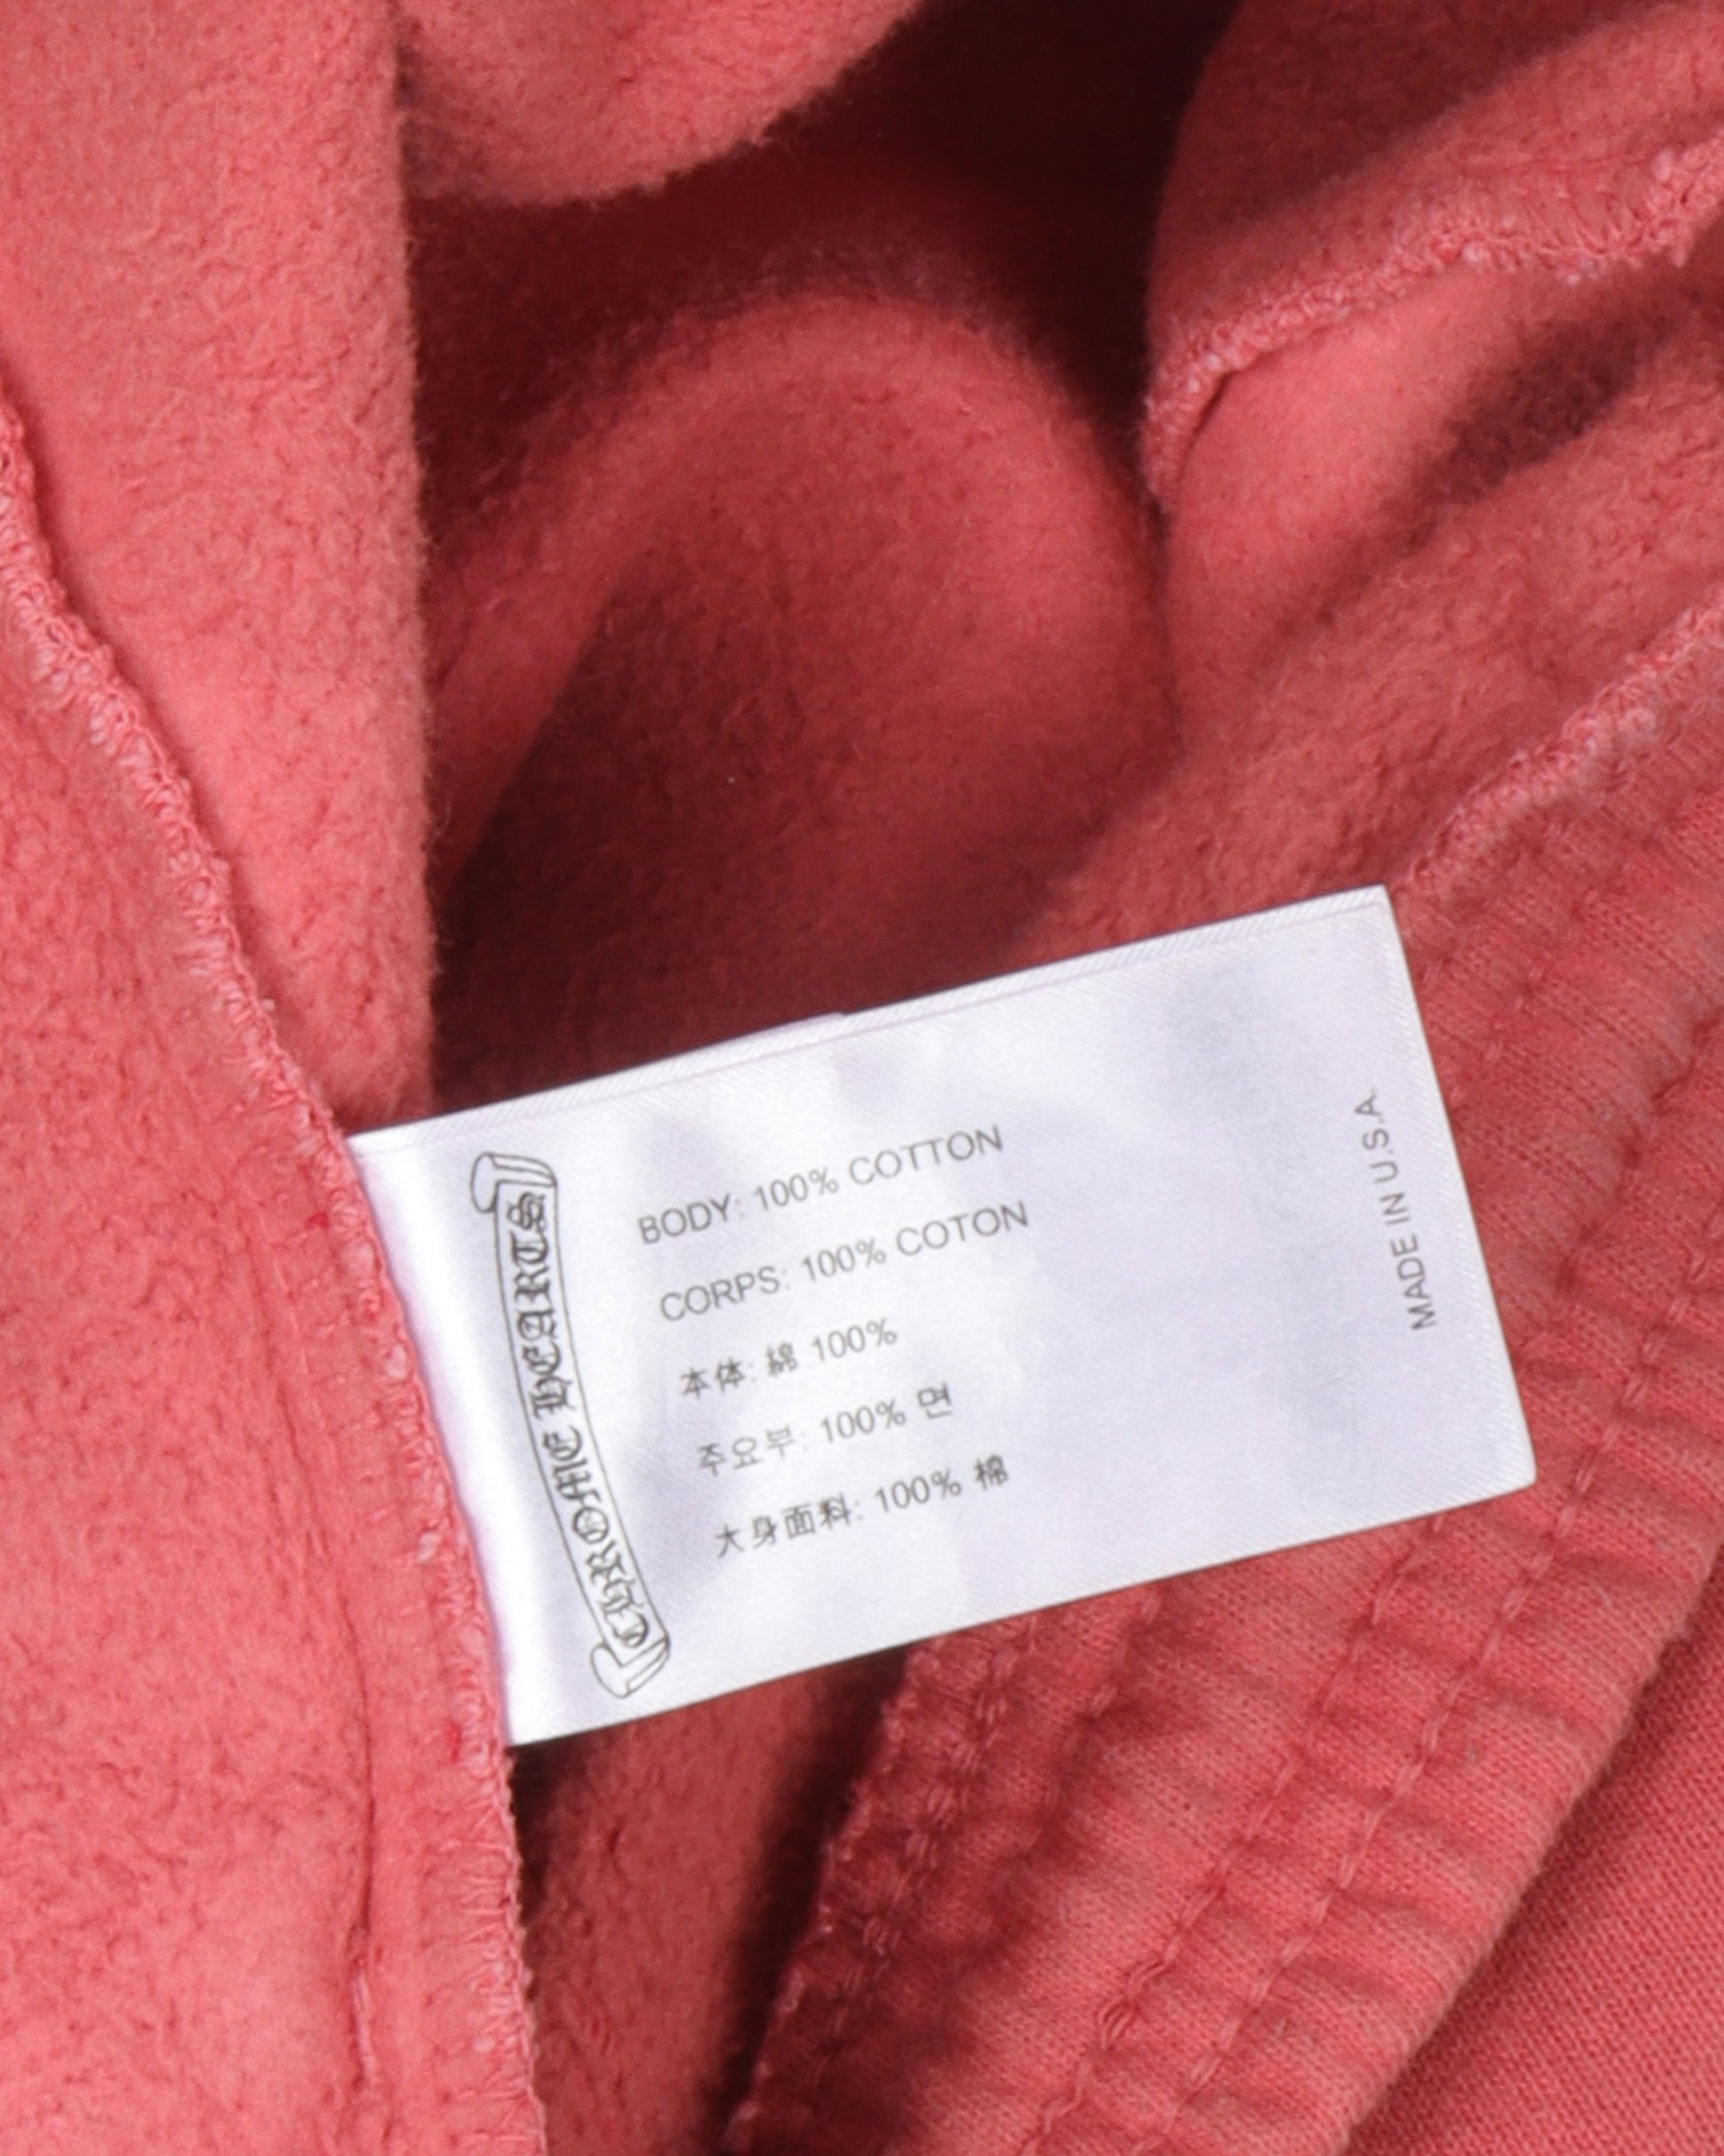 CHROME HEARTS
BODY: 100% COTTON
CORPS: 100% COTON
本体: 綿 100%
주요부: 100% 면
大身面料: 100% 棉
MADE IN U.S.A